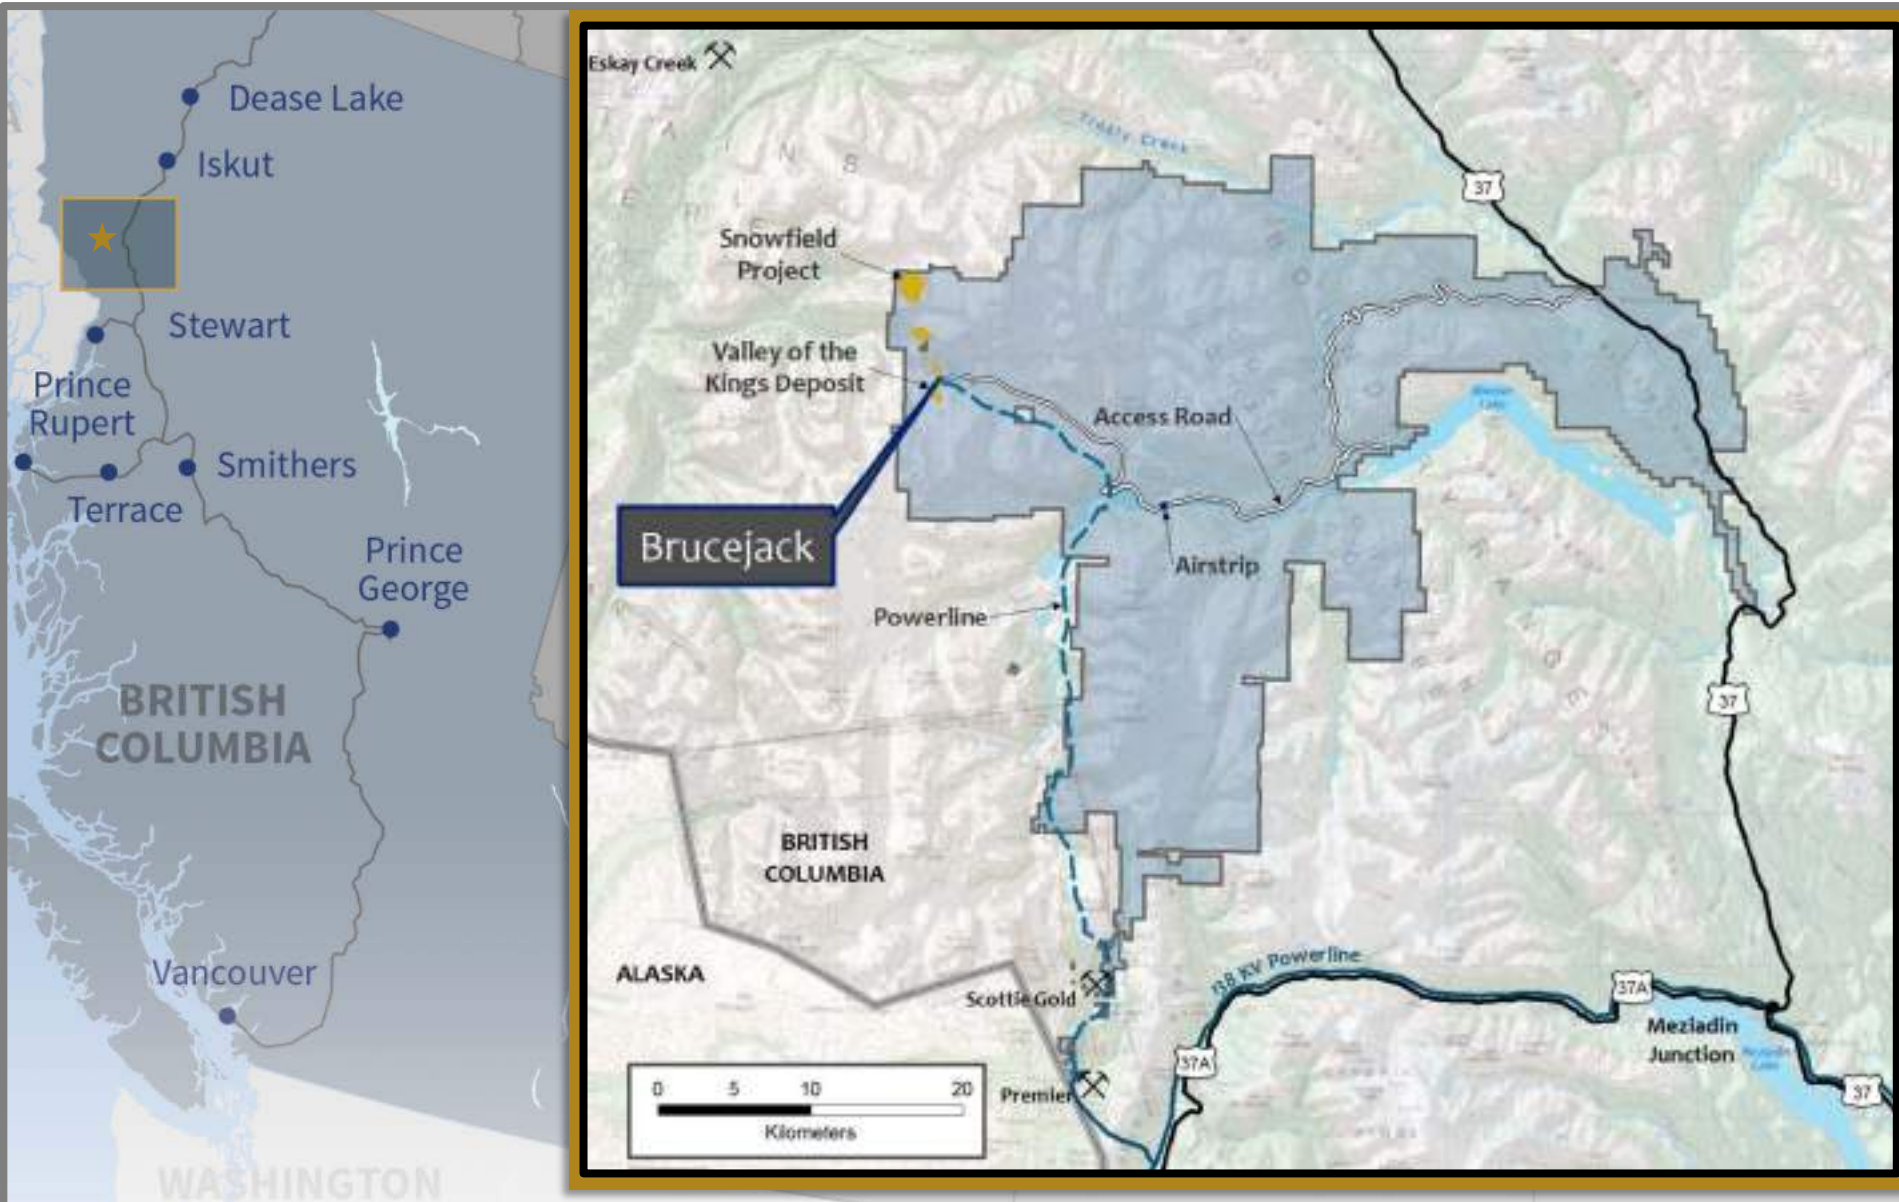 Dease Lake
Iskut
Stewart
Prince
Rupert
Terrace
Smithers
Prince
George
BRITISH
COLUMBIA
Vancouver
WASHINGTON
Eskay Creek
Treaty Creek
37
Snowfield
Project
Valley of the
Kings Deposit
Access Road
Brucejack
Airstrip
Powerline
37
BRITISH
COLUMBIA
ALASKA
Scottie Gold
138 KV Powerline
37A
Meziadin
Junction
37A
37
Premier
0 5 10 20
Kilometers